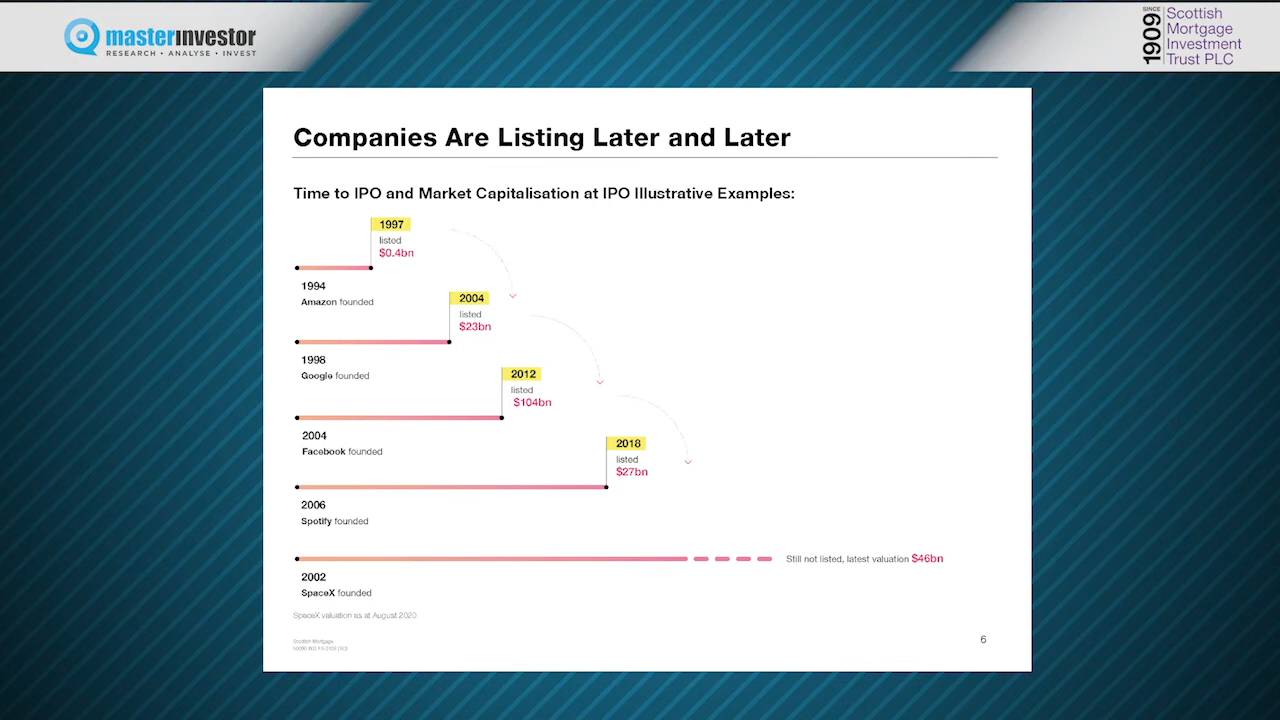 masterinvestor
RESEARCH • ANALYSE • INVEST
SINCE
1909
Scottish
Mortgage
Investment
Trust PLC
Companies Are Listing Later and Later
Time to IPO and Market Capitalisation at IPO Illustrative Examples:
1997
listed
$0.4bn
1994
Amazon founded
2004
listed
$23bn
1998
Google founded
2012
listed
$104bn
2004
Facebook founded
2018
listed
$27bn
2006
Spotify founded
Still not listed, latest valuation $46bn
2002
SpaceX founded
SpaceX valuation as at August 2020
Scottish Mortgage
6